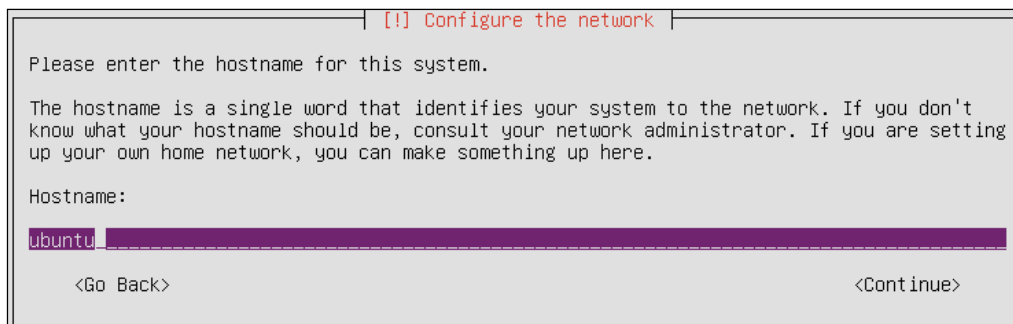 [!] Configure the network
Please enter the hostname for this system.
The hostname is a single word that identifies your system to the network. If you don't
know what your hostname should be, consult your network administrator. If you are setting
up your own home network, you can make something up here.
Hostname:
ubuntu
<Go Back> <Continue>